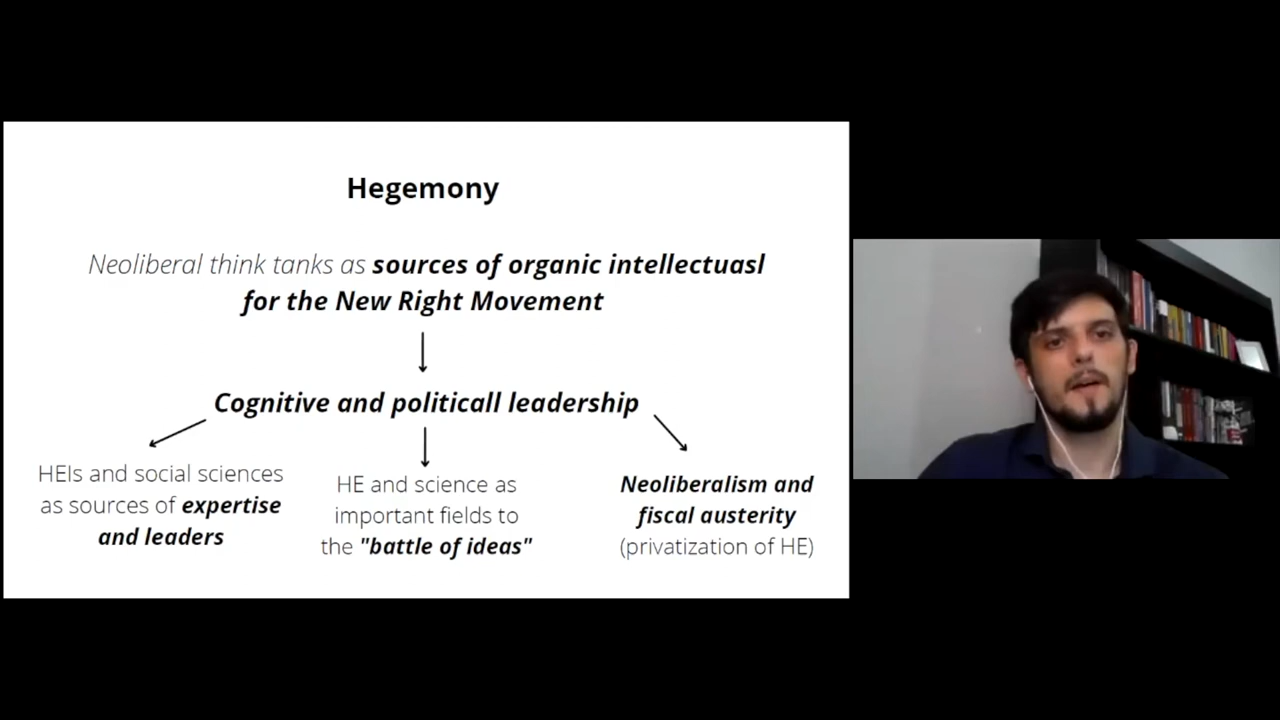 Hegemony
Neoliberal think tanks as sources of organic intellectuasl
for the New Right Movement
Cognitive and politicall leadership
HEIs and social sciences
as sources of expertise
and leaders
HE and science as
important fields to
the "battle of ideas"
Neoliberalism and
fiscal austerity
(privatization of HE)